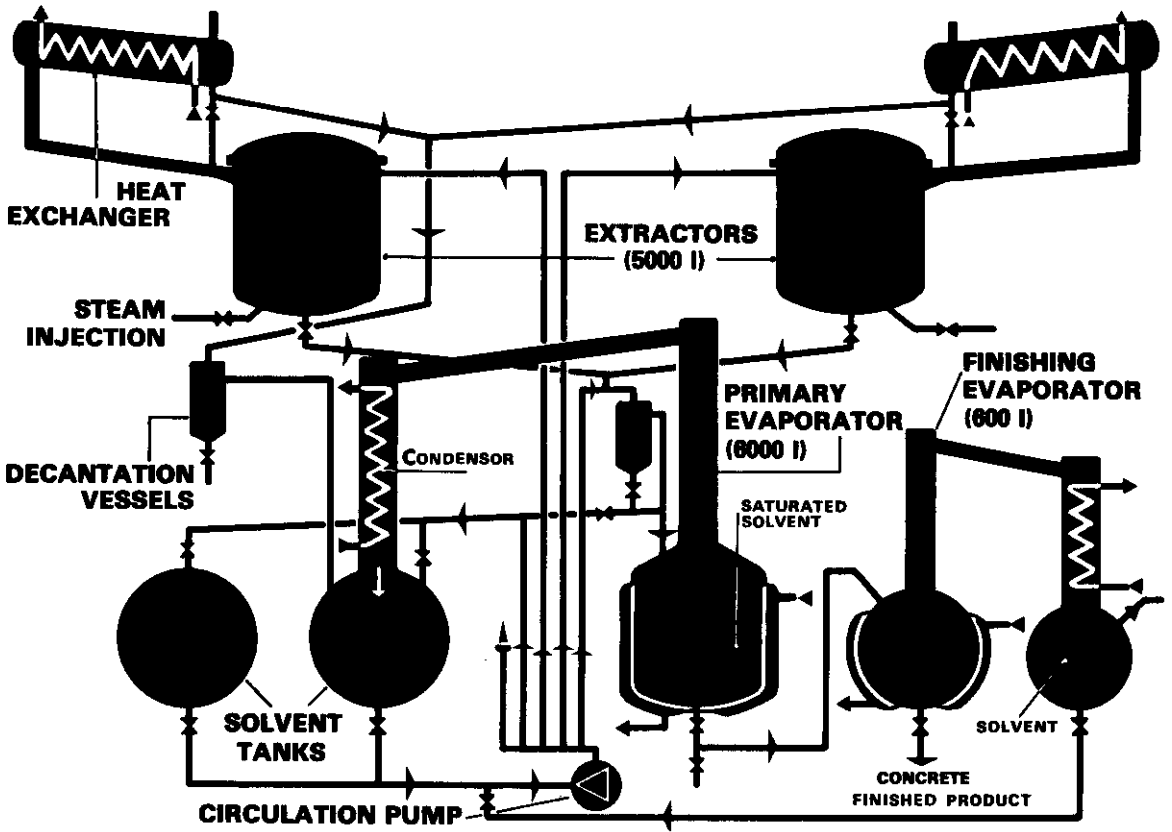 HEAT
EXCHANGER
EXTRACTORS
(5000 l)
STEAM
INJECTION
FINISHING
EVAPORATOR
(600 l)
PRIMARY
EVAPORATOR
(6000 l)
CONDENSOR
DECANTATION
VESSELS
SATURATED
SOLVENT
SOLVENT
TANKS
SOLVENT
CONCRETE
FINISHED PRODUCT
CIRCULATION PUMP